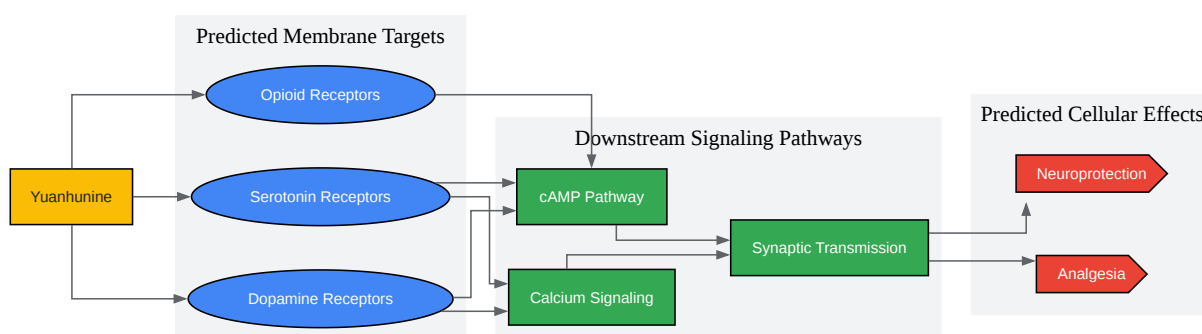 Predicted Membrane Targets
Opioid Receptors
Predicted Cellular Effects
Downstream Signaling Pathways
Neuroprotection
Yuanhunine
Serotonin Receptors
cAMP Pathway
Synaptic Transmission
Analgesia
Dopamine Receptors
Calcium Signaling